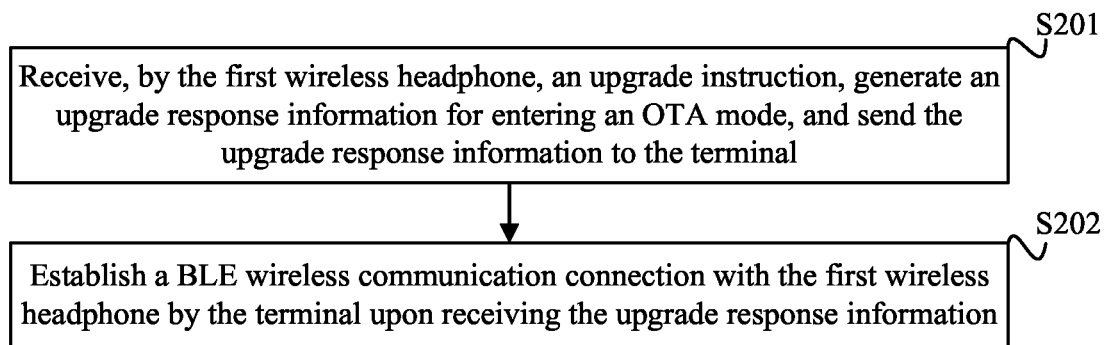 S201
Receive, by the first wireless headphone, an upgrade instruction, generate an
upgrade response information for entering an OTA mode, and send the
upgrade response information to the terminal
S202
Establish a BLE wireless communication connection with the first wireless
headphone by the terminal upon receiving the upgrade response information